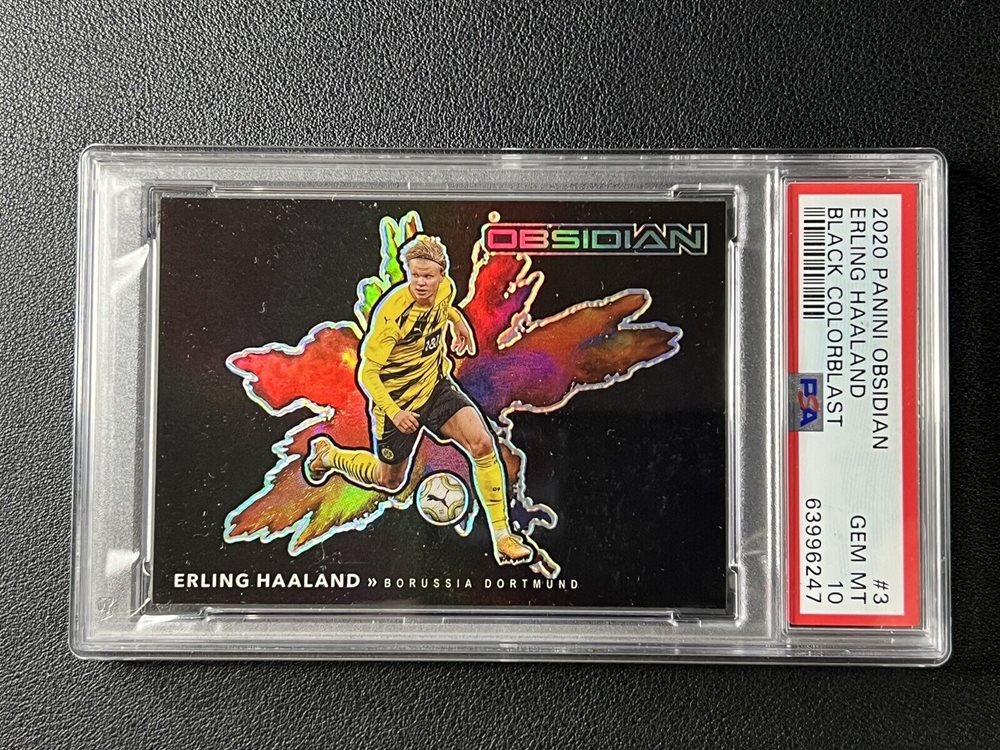 OBSIDIAN
ERLING HAALAND » BORUSSIA DORTMUND
2020 PANINI OBSIDIAN #3
ERLING HAALAND GEM MT
BLACK COLORBLAST 10
PSA 63996247